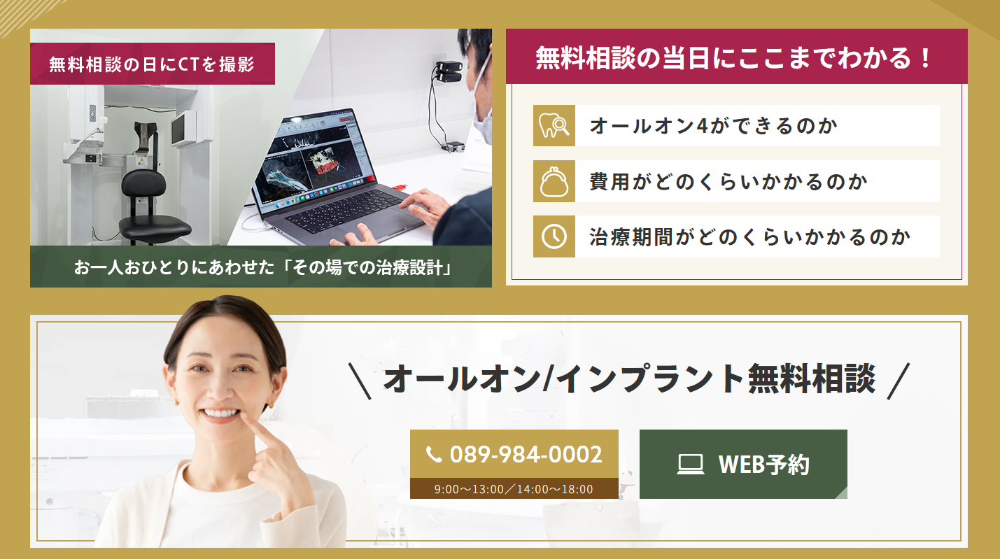 無料相談の日にCTを撮影
お一人おひとりにあわせた「その場での治療設計」
無料相談の当日にここまでわかる！
オールオン4ができるのか
費用がどのくらいかかるのか
治療期間がどのくらいかかるのか
オールオン/インプラント無料相談
089-984-0002
9:00〜13:00／14:00〜18:00
WEB予約